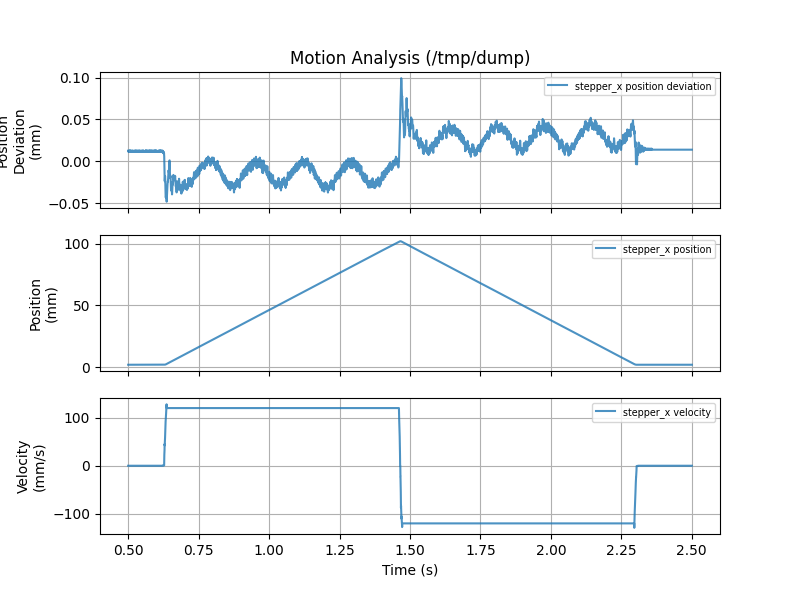 Motion Analysis (/tmp/dump)
Position
Deviation
(mm)
0.10
0.05
0.00
−0.05
stepper_x position deviation
Position
(mm)
100
50
0
stepper_x position
Velocity
(mm/s)
100
0
−100
stepper_x velocity
0.50 0.75 1.00 1.25 1.50 1.75 2.00 2.25 2.50
Time (s)